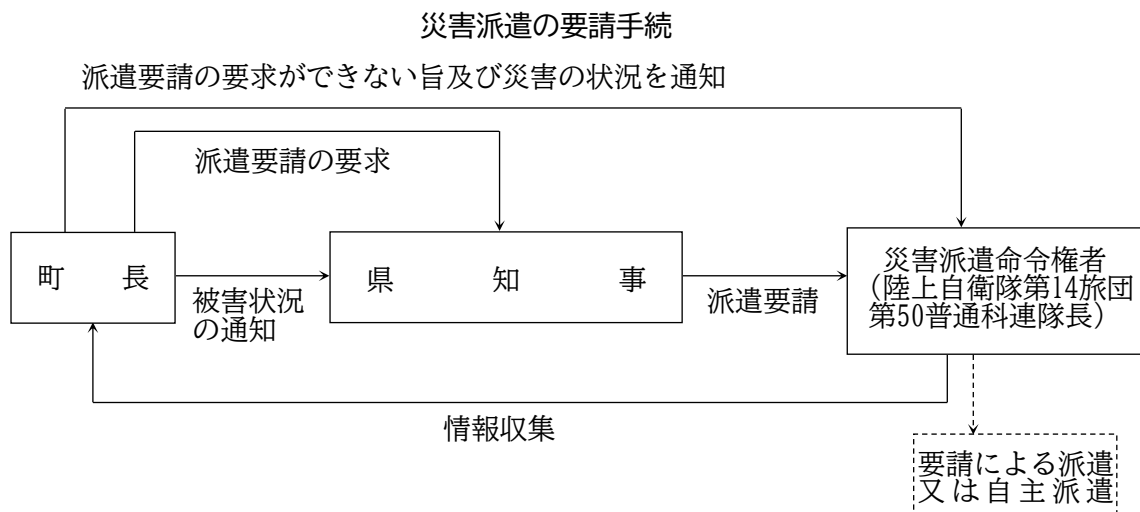 災害派遣の要請手続
派遣要請の要求ができない旨及び災害の状況を通知
派遣要請の要求
町長
被害状況
の通知
県知事
派遣要請
災害派遣命令権者
(陸上自衛隊第14旅団
第50普通科連隊長)
情報収集
要請による派遣
又は自主派遣